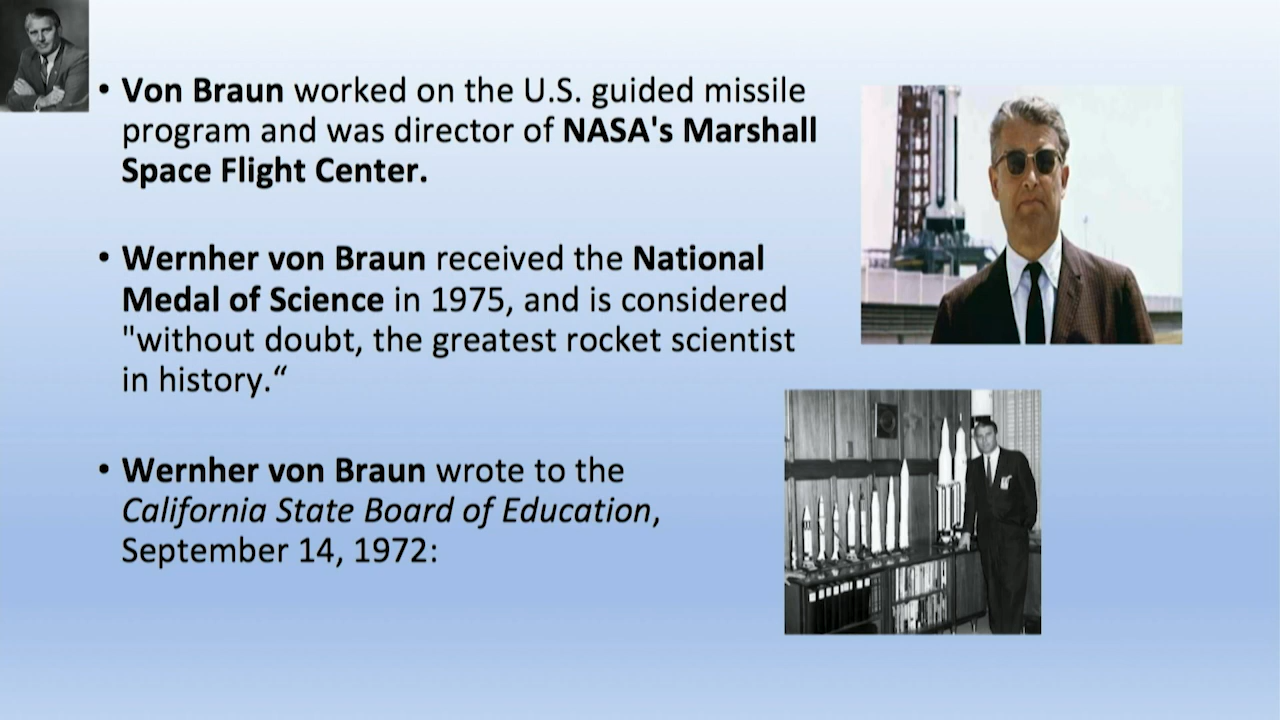 • Von Braun worked on the U.S. guided missile
program and was director of NASA's Marshall
Space Flight Center.
• Wernher von Braun received the National
Medal of Science in 1975, and is considered
"without doubt, the greatest rocket scientist
in history.“
• Wernher von Braun wrote to the
California State Board of Education,
September 14, 1972: